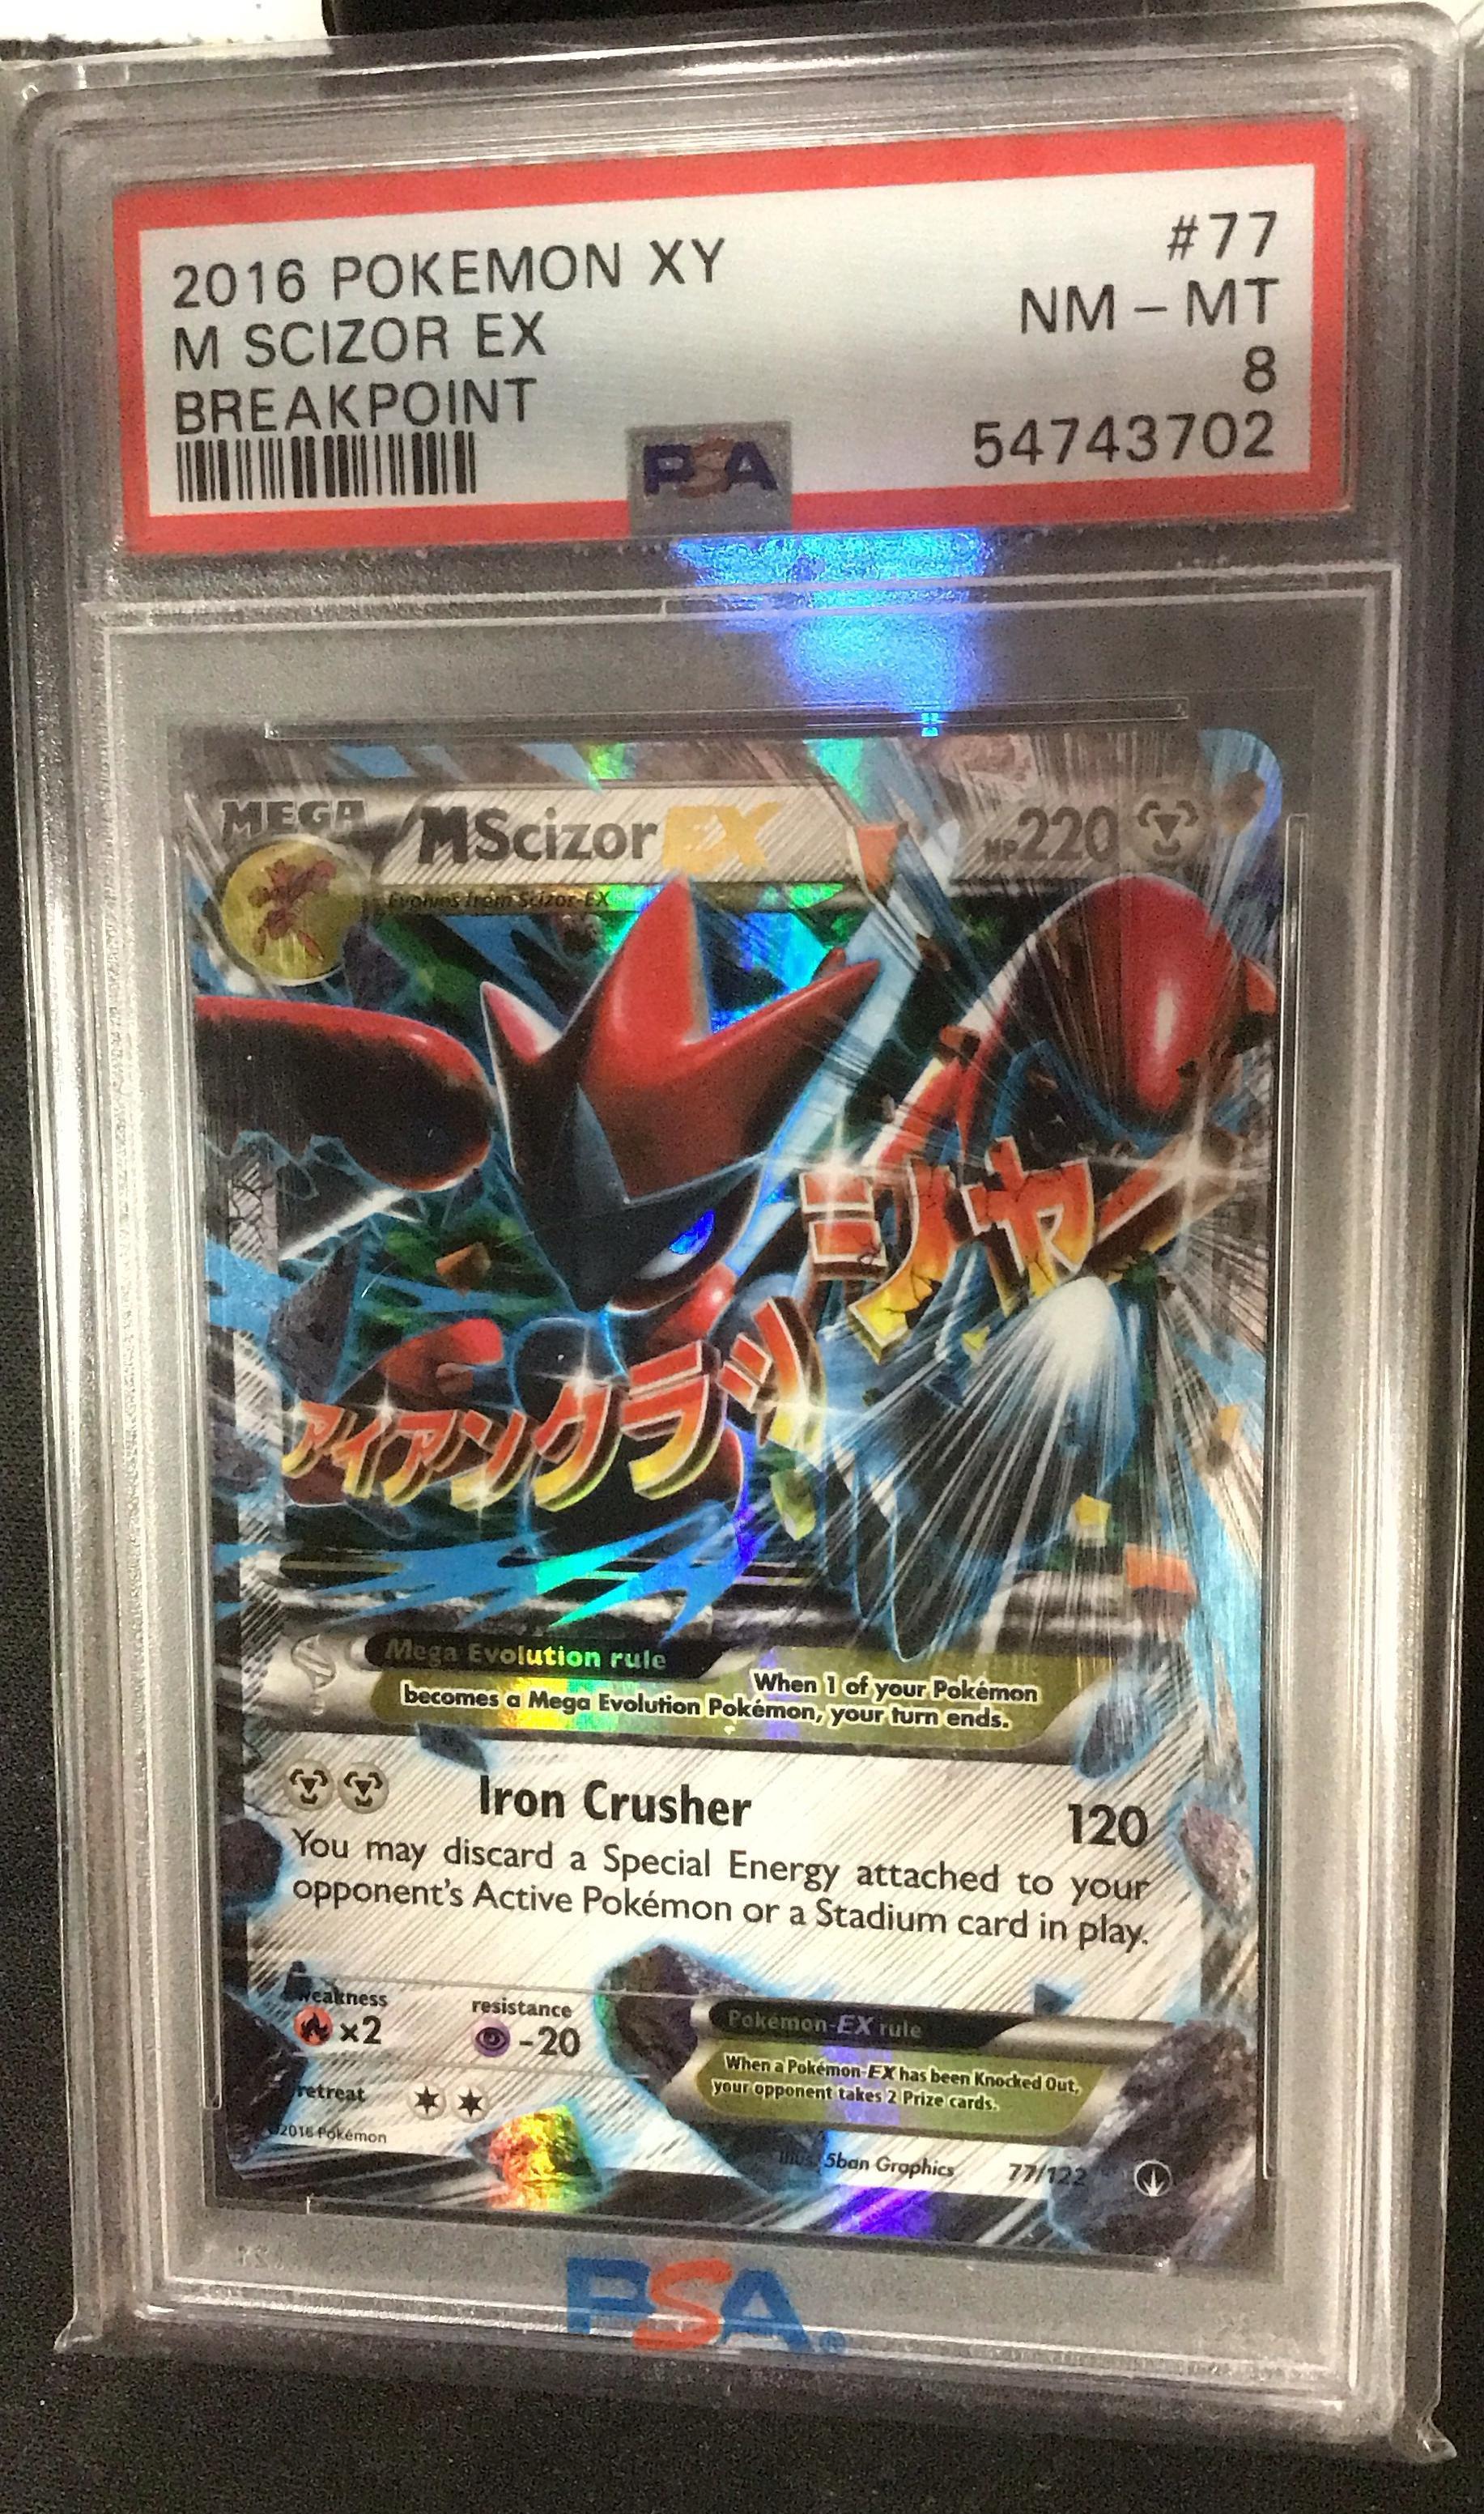 2016 POKEMON XY #77
M SCIZOR EX NM - MT
BREAKPOINT 8
54743702
PSA
MEGA MScizor EX HP220
Evolves from Scizor-EX
アイアンクラッシャー
Mega Evolution rule
When 1 of your Pokémon
becomes a Mega Evolution Pokémon, your turn ends.
Iron Crusher 120
You may discard a Special Energy attached to your
opponent's Active Pokémon or a Stadium card in play.
weakness resistance
×2 -20
retreat
©2016 Pokémon
Pokémon-EX rule
When a Pokémon-EX has been Knocked Out,
your opponent takes 2 Prize cards.
Illus. 5ban Graphics 77/122
PSA®